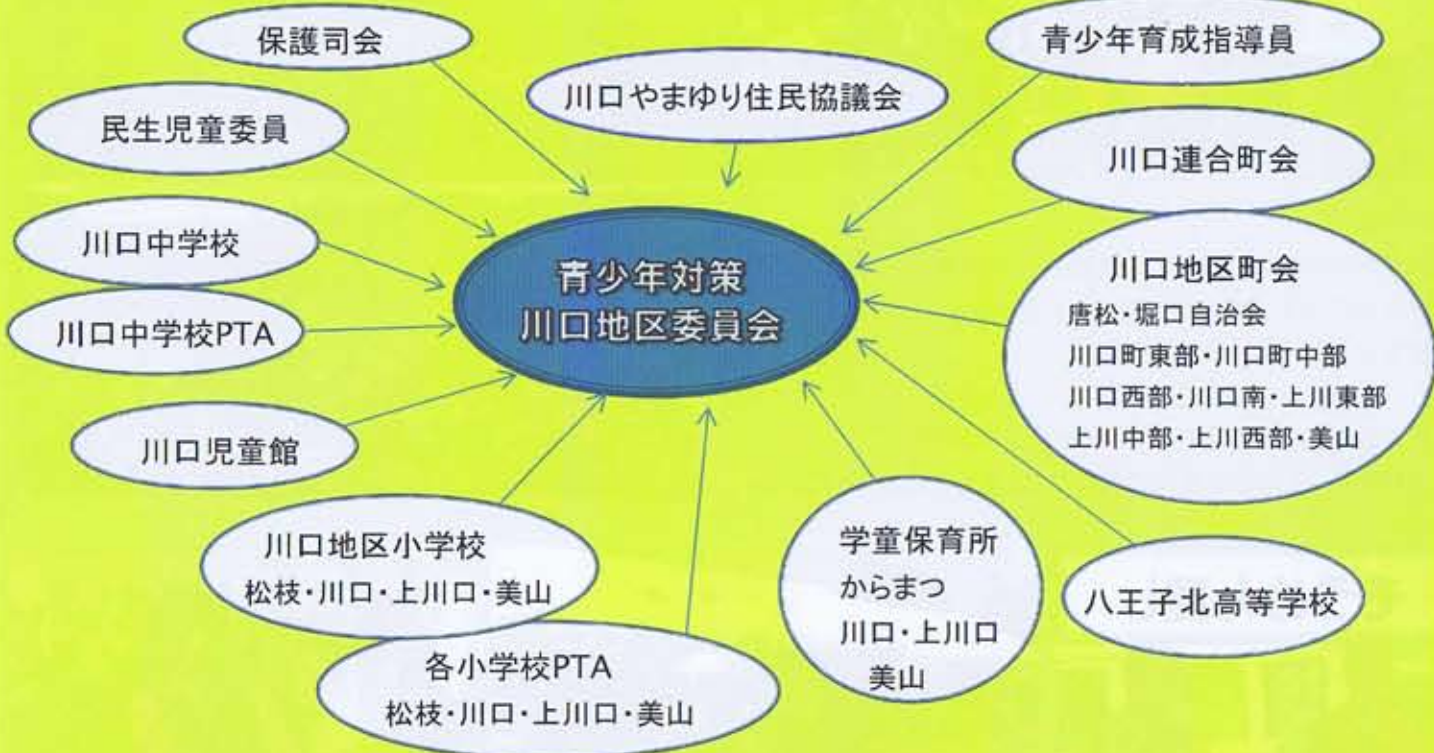 保護司会
青少年育成指導員
川口やまゆり住民協議会
民生児童委員
川口連合町会
川口中学校
川口地区町会
唐松・堀口自治会
川口町東部・川口町中部
川口西部・川口南・上川東部
上川中部・上川西部・美山
青少年対策
川口地区委員会
川口中学校PTA
川口児童館
川口地区小学校
松枝・川口・上川口・美山
各小学校PTA
松枝・川口・上川口・美山
学童保育所
からまつ
川口・上川口
美山
八王子北高等学校